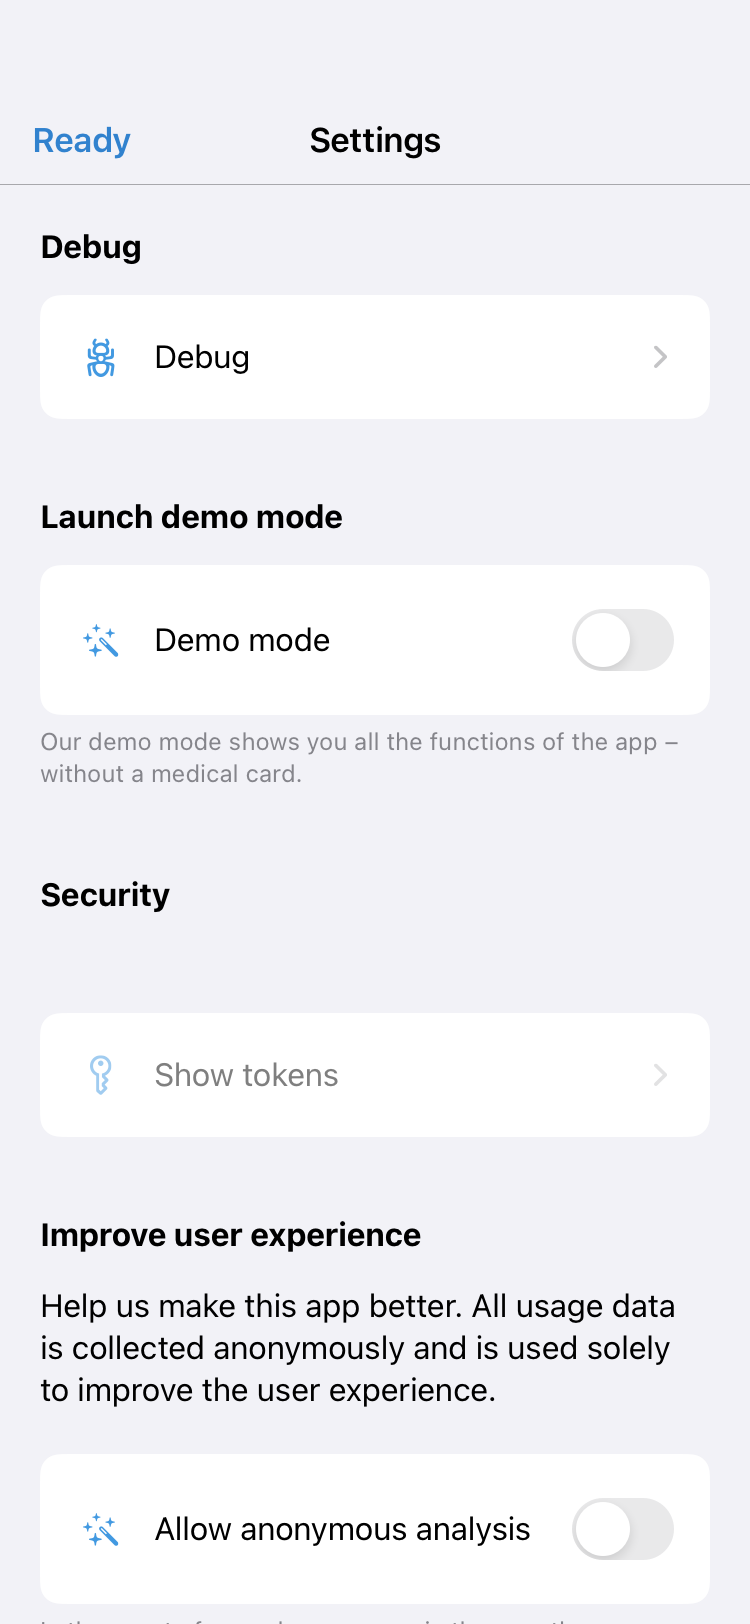 Ready
Settings
Debug
Debug
Launch demo mode
Demo mode
Our demo mode shows you all the functions of the app –
without a medical card.
Security
Show tokens
Improve user experience
Help us make this app better. All usage data
is collected anonymously and is used solely
to improve the user experience.
Allow anonymous analysis